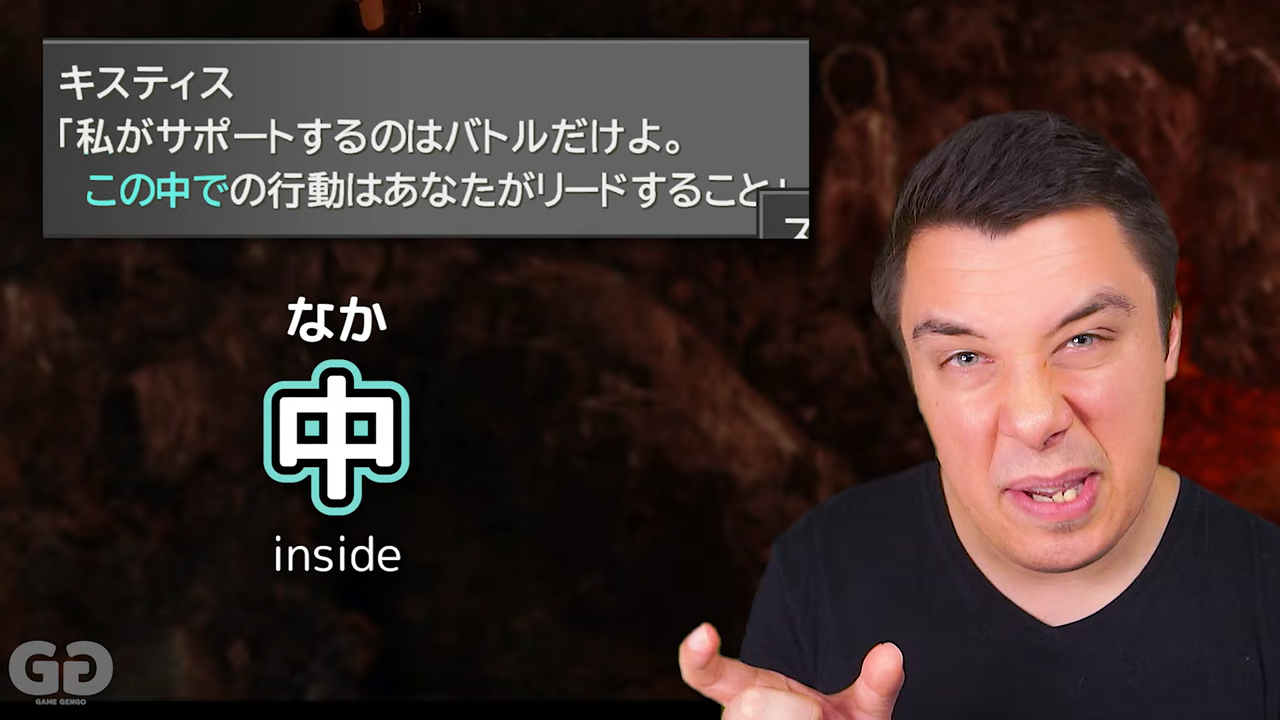 キスティス
「私がサポートするのはバトルだけよ。
この中での行動はあなたがリードすること」
ス
なか
中
inside
GG
GAME GENGO